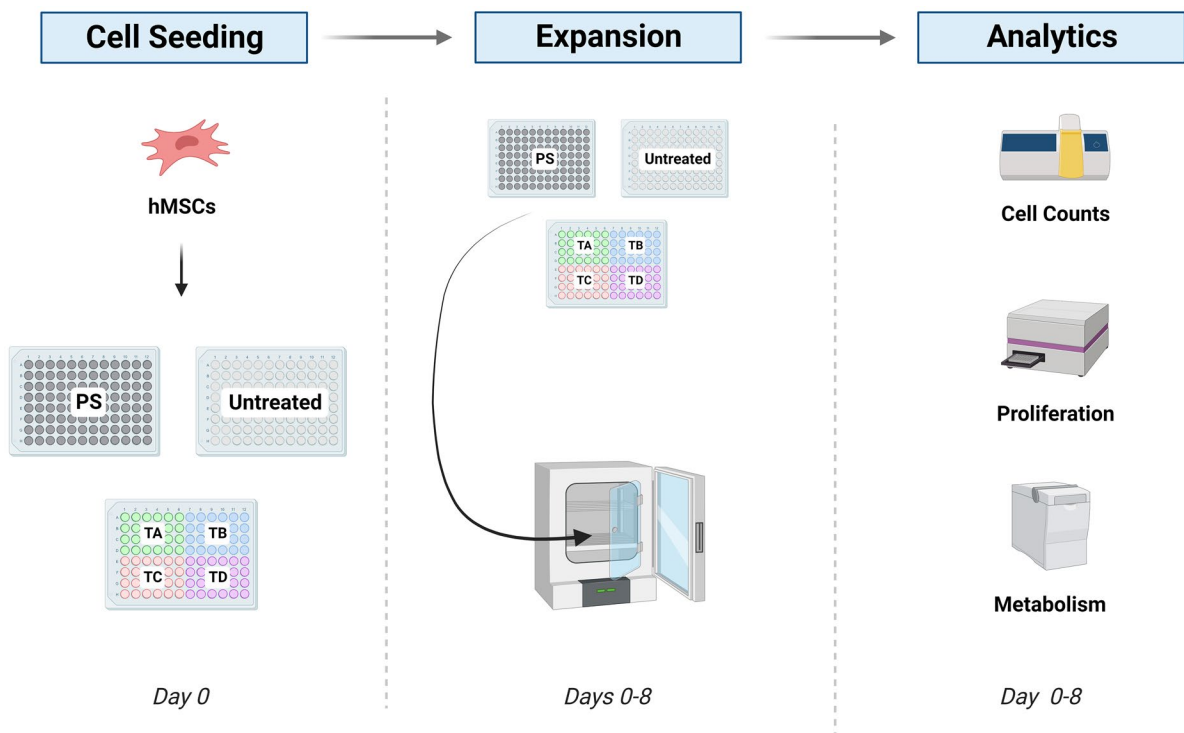 Cell Seeding
Expansion
Analytics
hMSCs
PS
Untreated
TA
TB
TC
TD
Day 0
PS
Untreated
TA
TB
TC
TD
Days 0-8
Cell Counts
Proliferation
Metabolism
Day 0-8